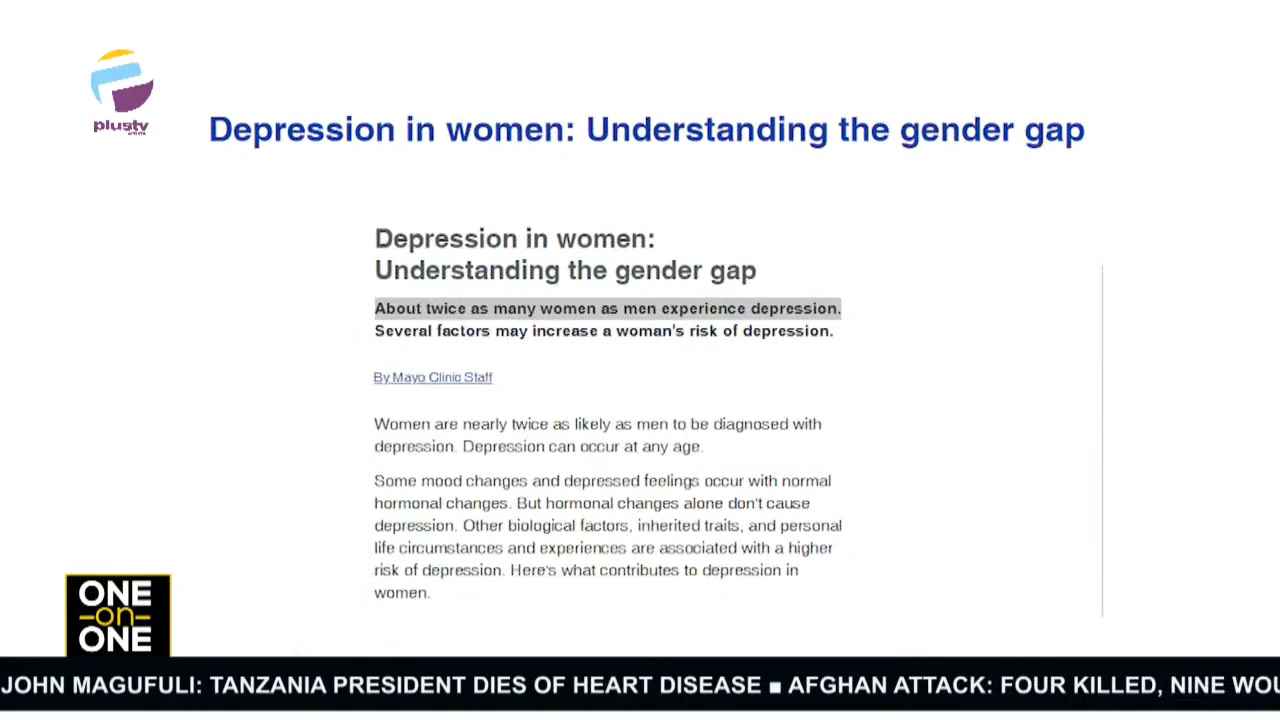 plustv
Depression in women: Understanding the gender gap
Depression in women:
Understanding the gender gap
About twice as many women as men experience depression.
Several factors may increase a woman's risk of depression.
By Mayo Clinic Staff
Women are nearly twice as likely as men to be diagnosed with
depression. Depression can occur at any age.
Some mood changes and depressed feelings occur with normal
hormonal changes. But hormonal changes alone don't cause
depression. Other biological factors, inherited traits, and personal
life circumstances and experiences are associated with a higher
risk of depression. Here's what contributes to depression in
women.
ONE
on
ONE
JOHN MAGUFULI: TANZANIA PRESIDENT DIES OF HEART DISEASE ■ AFGHAN ATTACK: FOUR KILLED, NINE WOU